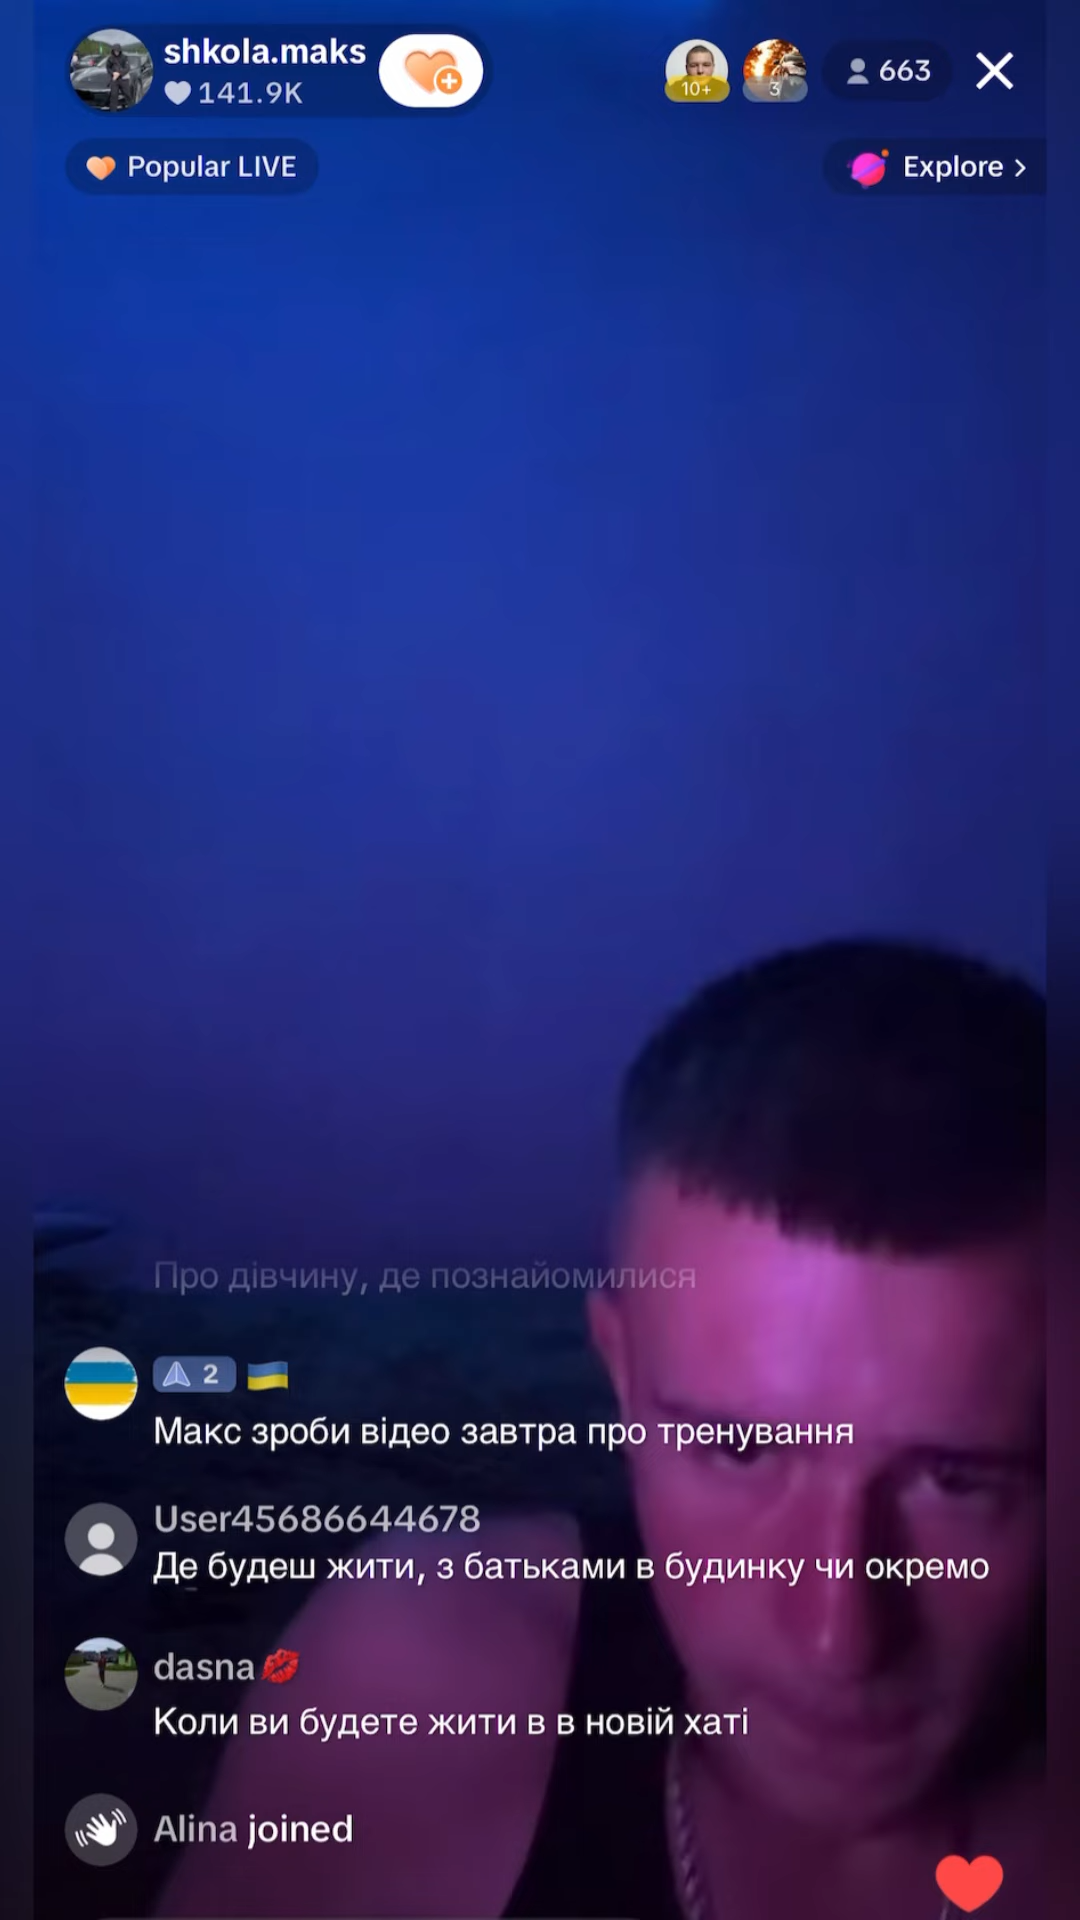 shkola.maks
141.9K
10+
3
663
Popular LIVE
Explore >
Про дівчину, де познайомилися
2
Макс зроби відео завтра про тренування
User45686644678
Де будеш жити, з батьками в будинку чи окремо
dasna💋
Коли ви будете жити в в новій хаті
Alina joined